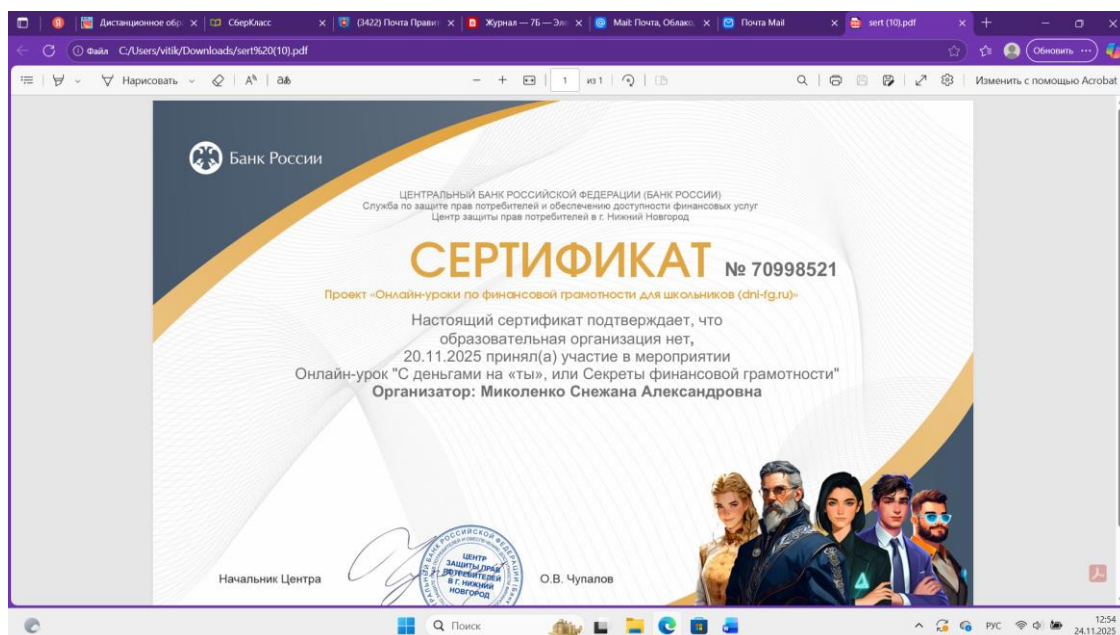 Дистанционное обр
СберКласс
(3422) Почта Прави
Журнал — 7Б — Эле
Mail: Почта, Облако,
Почта Mail
sert (10).pdf
Файл C:/Users/vitik/Downloads/sert%20(10).pdf
Обновить
Нарисовать
1 из 1
Изменить с помощью Acrobat
Банк России
ЦЕНТРАЛЬНЫЙ БАНК РОССИЙСКОЙ ФЕДЕРАЦИИ (БАНК РОССИИ)
Служба по защите прав потребителей и обеспечению доступности финансовых услуг
Центр защиты прав потребителей в г. Нижний Новгород
СЕРТИФИКАТ № 70998521
Проект «Онлайн-уроки по финансовой грамотности для школьников (dni-fg.ru)»
Настоящий сертификат подтверждает, что
образовательная организация нет,
20.11.2025 принял(а) участие в мероприятии
Онлайн-урок "С деньгами на «ты», или Секреты финансовой грамотности"
Организатор: Миколенко Снежана Александровна
Начальник Центра
ЦЕНТР
ЗАЩИТЫ ПРАВ
ПОТРЕБИТЕЛЕЙ
В Г. НИЖНИЙ
НОВГОРОД
О.В. Чупалов
Поиск
РУС
12:54
24.11.2025